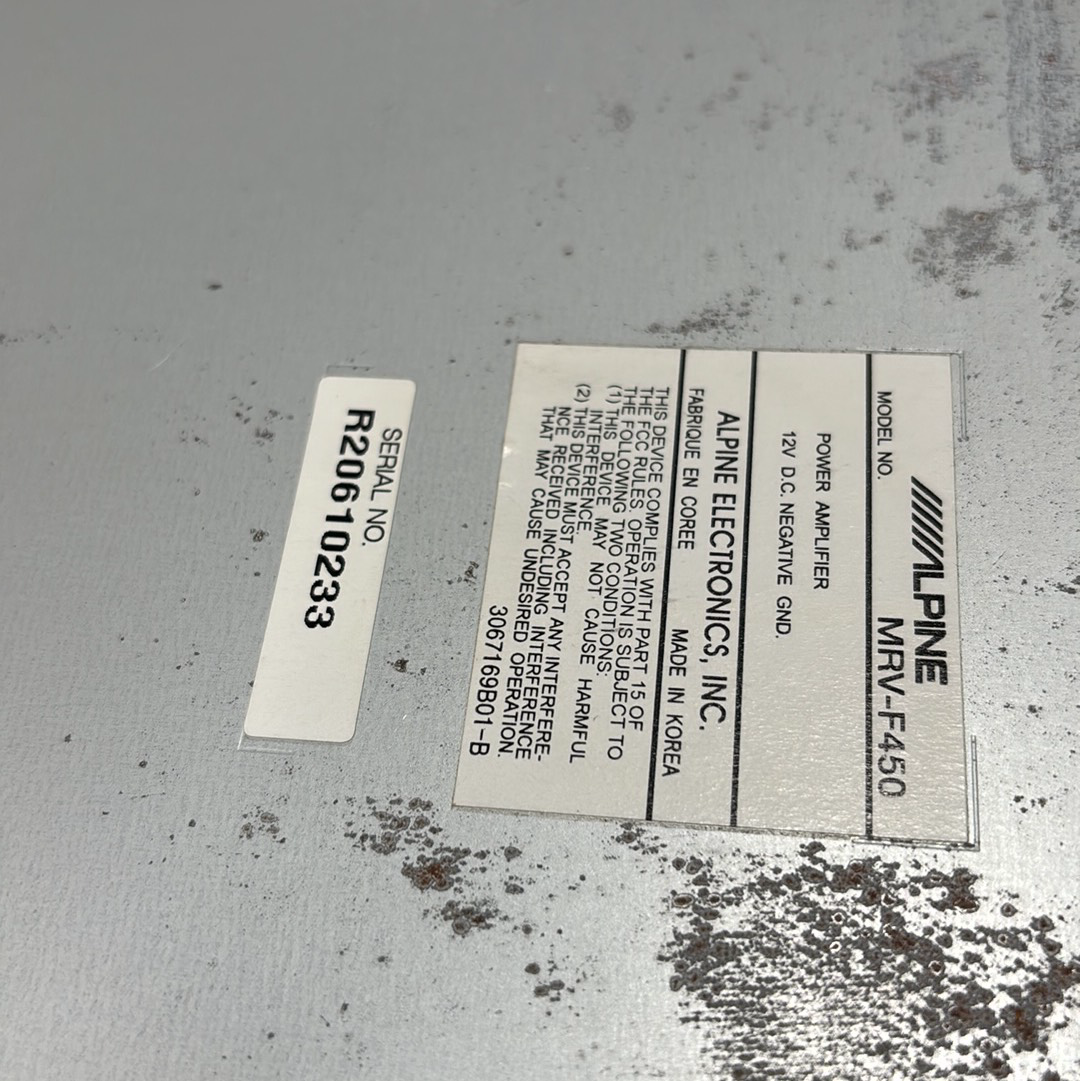 ALPINE
MODEL NO. MRV-F450
POWER AMPLIFIER
12V D.C. NEGATIVE GND.
ALPINE ELECTRONICS, INC.
FABRIQUE EN COREE MADE IN KOREA
THIS DEVICE COMPLIES WITH PART 15 OF
THE FCC RULES. OPERATION IS SUBJECT TO
THE FOLLOWING TWO CONDITIONS:
(1) THIS DEVICE MAY NOT CAUSE HARMFUL
INTERFERENCE.
(2) THIS DEVICE MUST ACCEPT ANY INTERFERE-
NCE RECEIVED INCLUDING INTERFERENCE
THAT MAY CAUSE UNDESIRED OPERATION.
3067169B01-B
SERIAL NO.
R20610233